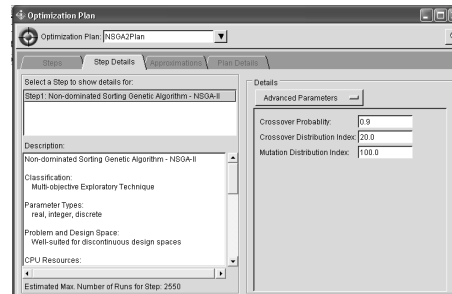 Optimization Plan
Optimization Plan: NSGA2Plan
Steps Step Details Approximations Plan Details
Select a Step to show details for:
Step1: Non-dominated Sorting Genetic Algorithm - NSGA-II
Description:
Non-dominated Sorting Genetic Algorithm - NSGA-II
Classification:
Multi-objective Exploratory Technique
Parameter Types:
real, integer, discrete
Problem and Design Space:
Well-suited for discontinuous design spaces
CPU Resources:
Estimated Max. Number of Runs for Step: 2550
Details
Advanced Parameters
Crossover Probablity: 0.9
Crossover Distribution Index: 20.0
Mutation Distribution Index: 100.0